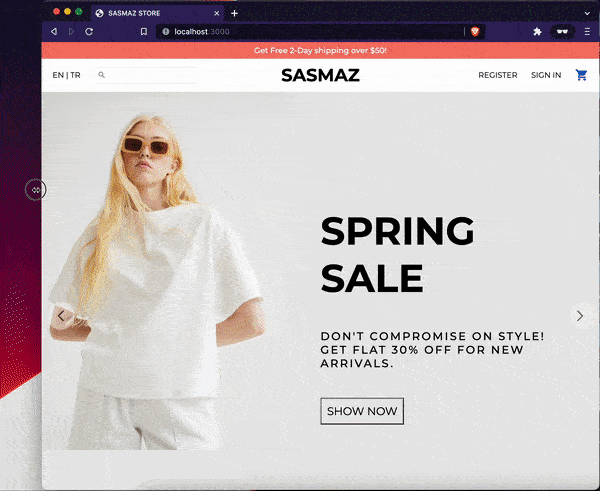 SASMAZ STORE
localhost:3000
Get Free 2-Day shipping over $50!
EN | TR
SASMAZ
REGISTER
SIGN IN
SPRING
SALE
DON'T COMPROMISE ON STYLE!
GET FLAT 30% OFF FOR NEW
ARRIVALS.
SHOW NOW